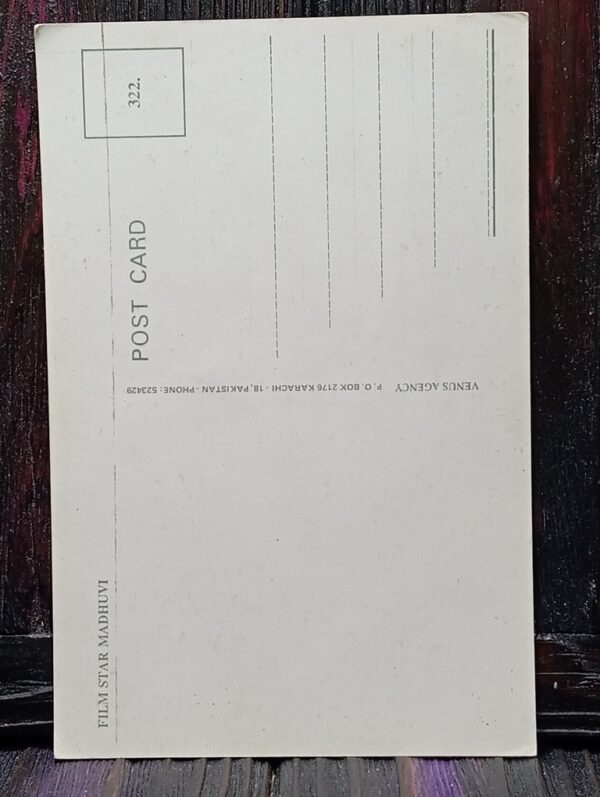 FILM STAR MADHUVI
322.
POST CARD
VENUS AGENCY P. O. BOX 2176 KARACHI - 18, PAKISTAN - PHONE: 523429